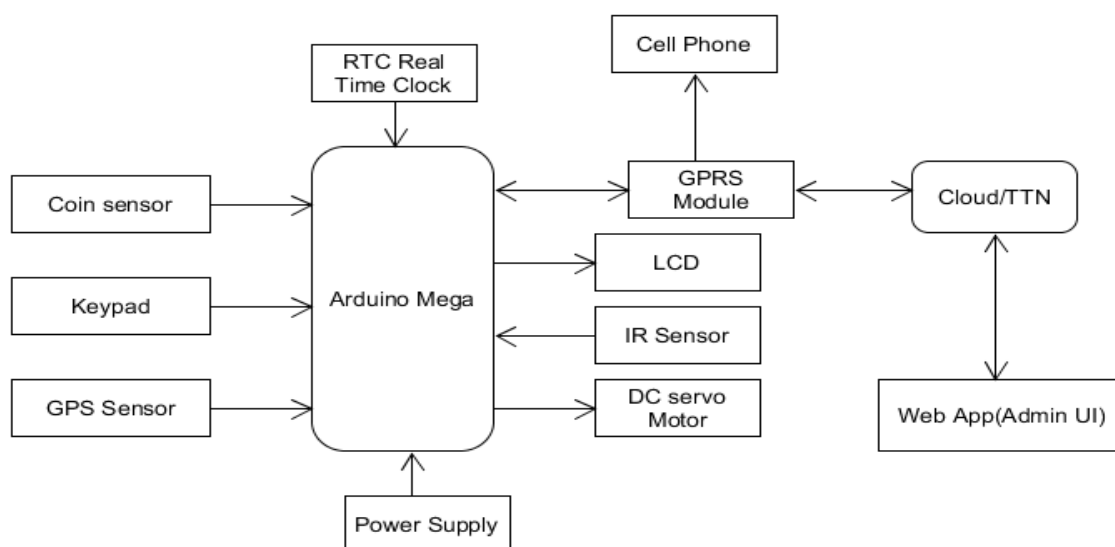 Cell Phone
RTC Real
Time Clock
GPRS
Module
Cloud/TTN
Coin sensor
LCD
Keypad
Arduino Mega
IR Sensor
GPS Sensor
DC servo
Motor
Web App(Admin UI)
Power Supply